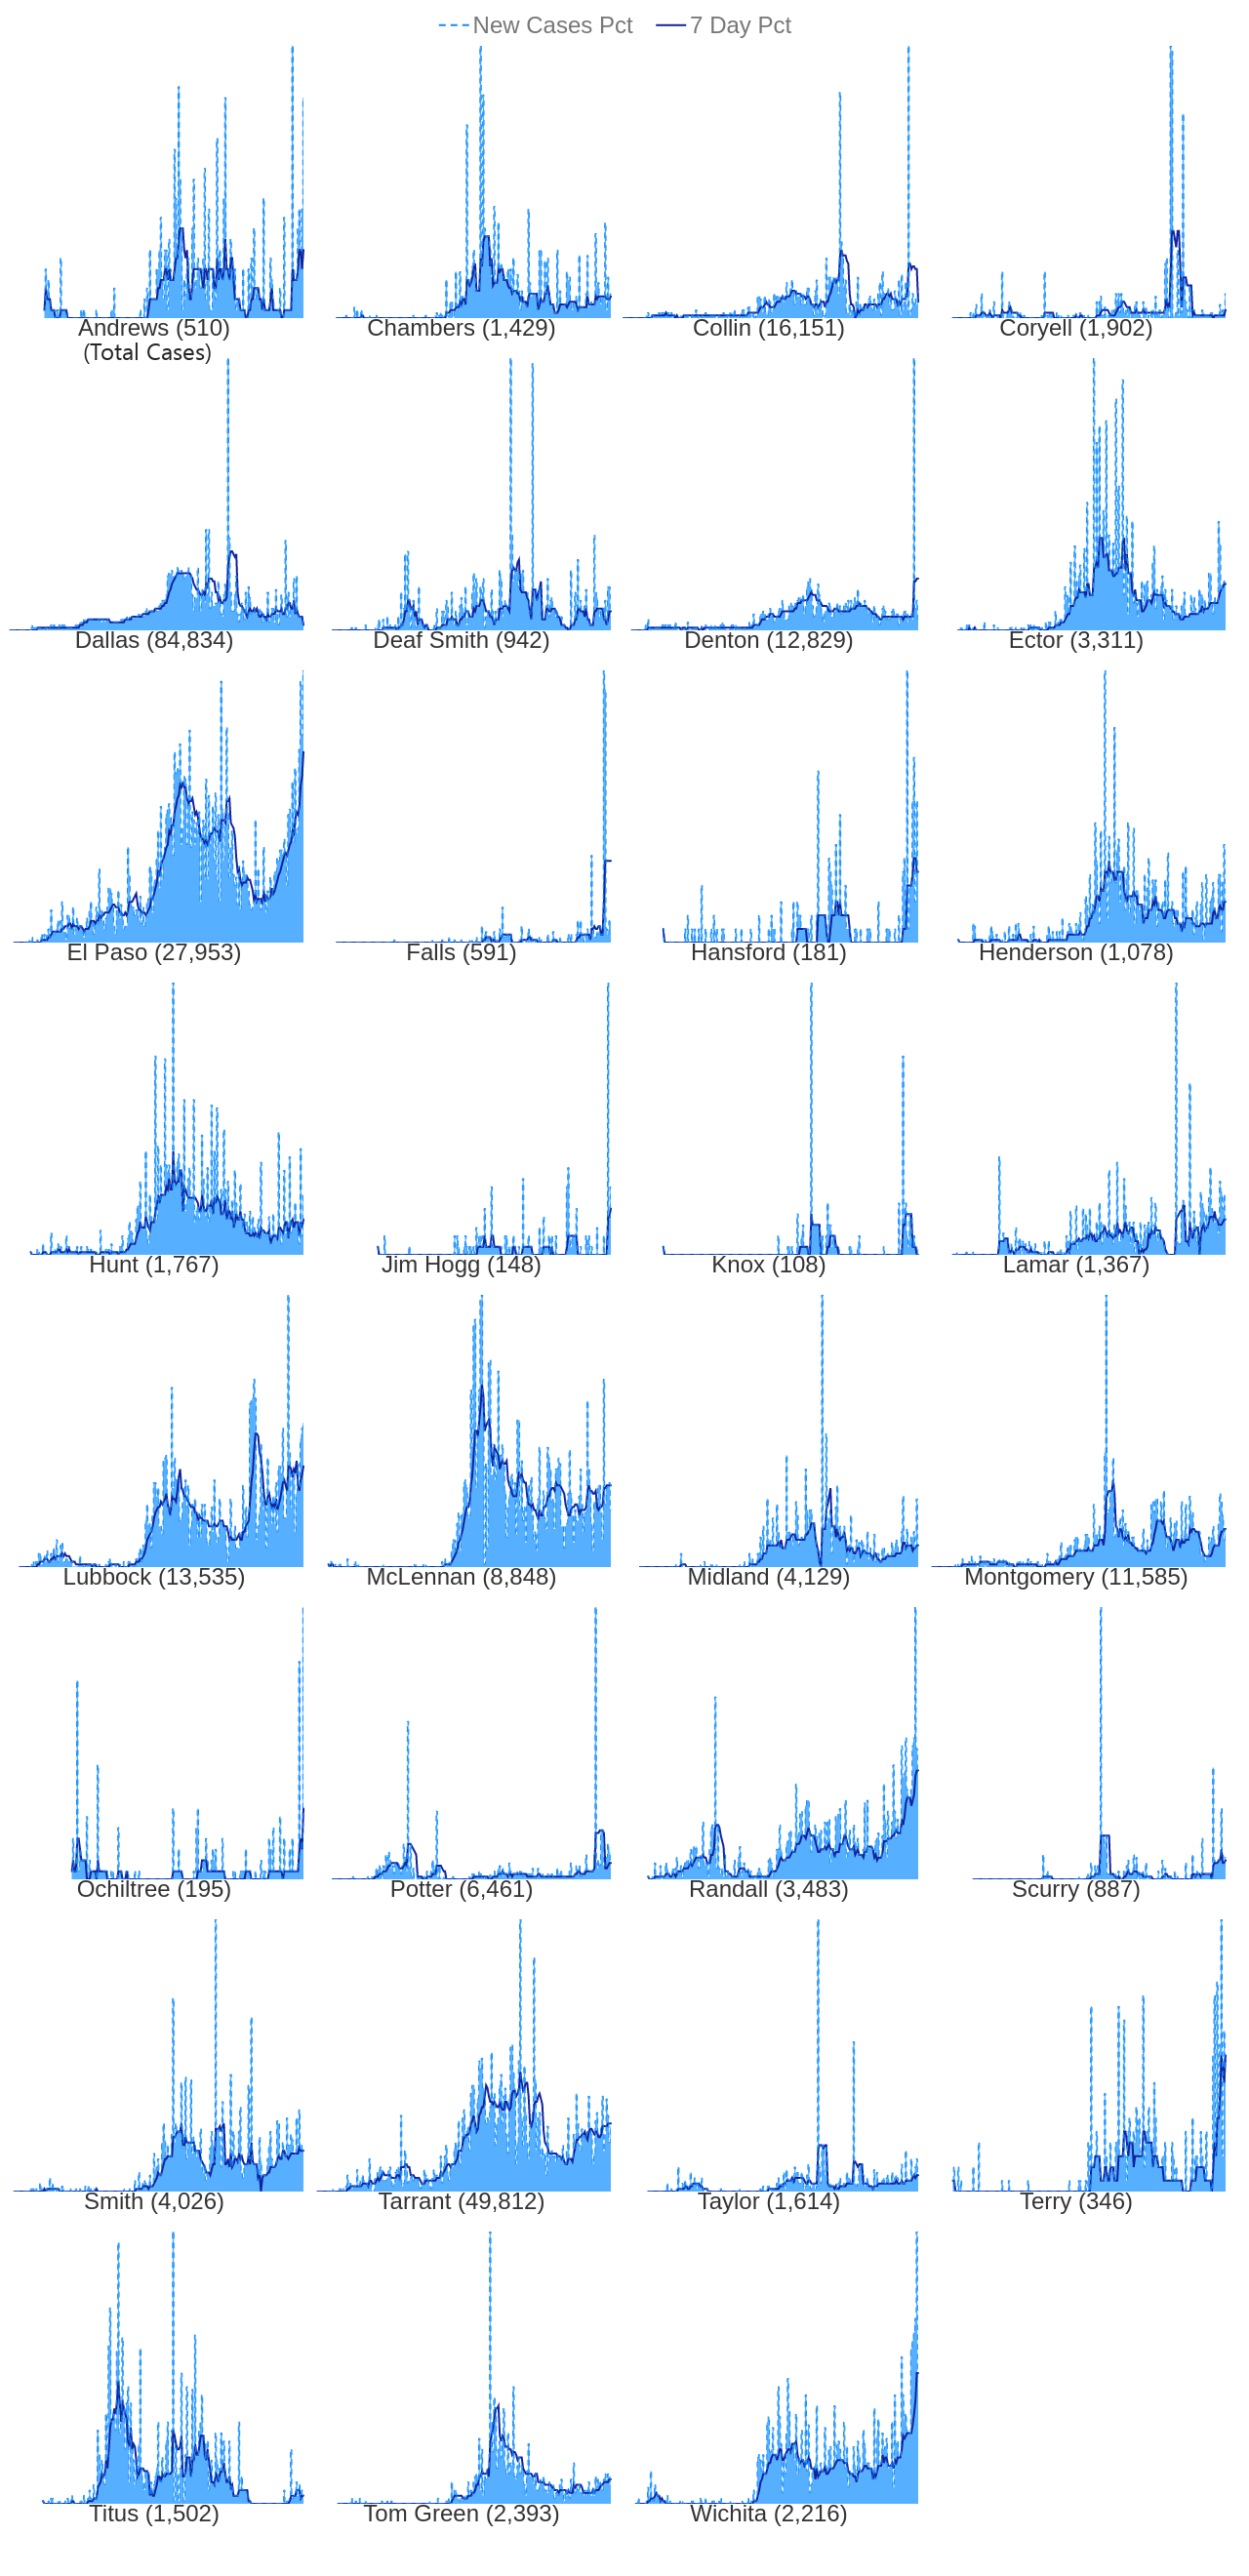 New Cases Pct 7 Day Pct
Andrews (510) Chambers (1,429) Collin (16,151) Coryell (1,902)
(Total Cases)
Dallas (84,834) Deaf Smith (942) Denton (12,829) Ector (3,311)
El Paso (27,953) Falls (591) Hansford (181) Henderson (1,078)
Hunt (1,767) Jim Hogg (148) Knox (108) Lamar (1,367)
Lubbock (13,535) McLennan (8,848) Midland (4,129) Montgomery (11,585)
Ochiltree (195) Potter (6,461) Randall (3,483) Scurry (887)
Smith (4,026) Tarrant (49,812) Taylor (1,614) Terry (346)
Titus (1,502) Tom Green (2,393) Wichita (2,216)